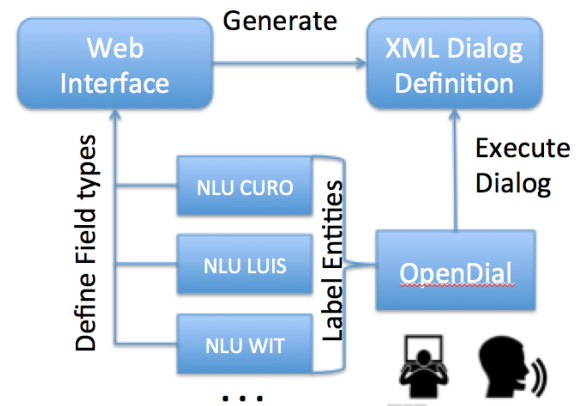 Generate
Web
Interface
XML Dialog
Definition
Execute
Dialog
Define Field types
NLU CURO
NLU LUIS
NLU WIT
Label Entities
OpenDial
...